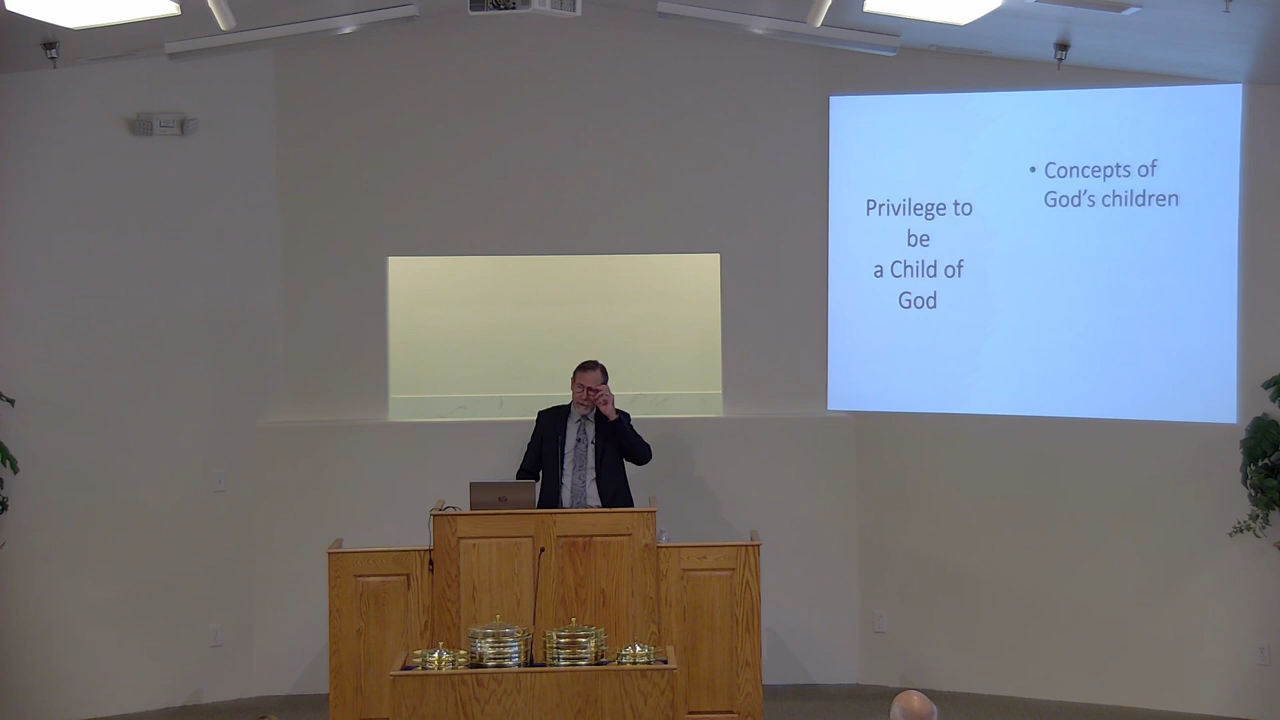 Privilege to
be
a Child of
God
• Concepts of
God's children